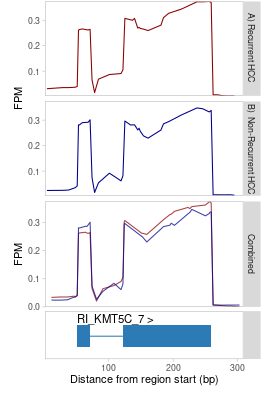 0.3
0.2
0.1
A) Recurrent HCC
FPM
0.3
0.2
0.1
B) Non-Recurrent HCC
0.3
0.2
0.1
0.0
FPM
Combined
RI_KMT5C_7 >
100
200
300
Distance from region start (bp)